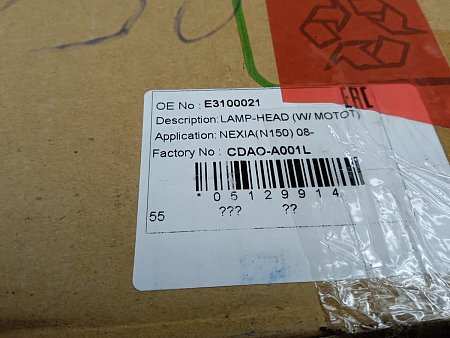 OE No : E3100021
Description: LAMP-HEAD (W/ MOTOT)
Application: NEXIA(N150) 08-
Factory No : CDAO-A001L
* 0 5 1 2 9 9 1 4
55 ??? ??
EAC